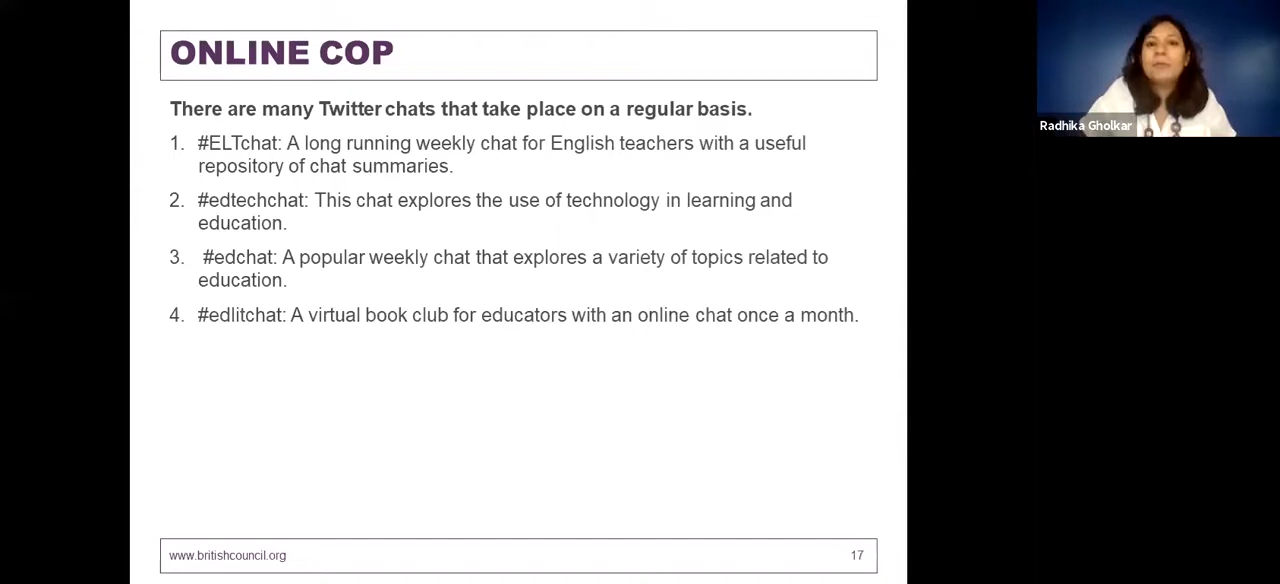 ONLINE COP
There are many Twitter chats that take place on a regular basis.
1. #ELTchat: A long running weekly chat for English teachers with a useful
repository of chat summaries.
2. #edtechchat: This chat explores the use of technology in learning and
education.
3. #edchat: A popular weekly chat that explores a variety of topics related to
education.
4. #edlitchat: A virtual book club for educators with an online chat once a month.
www.britishcouncil.org
17
Radhika Gholkar